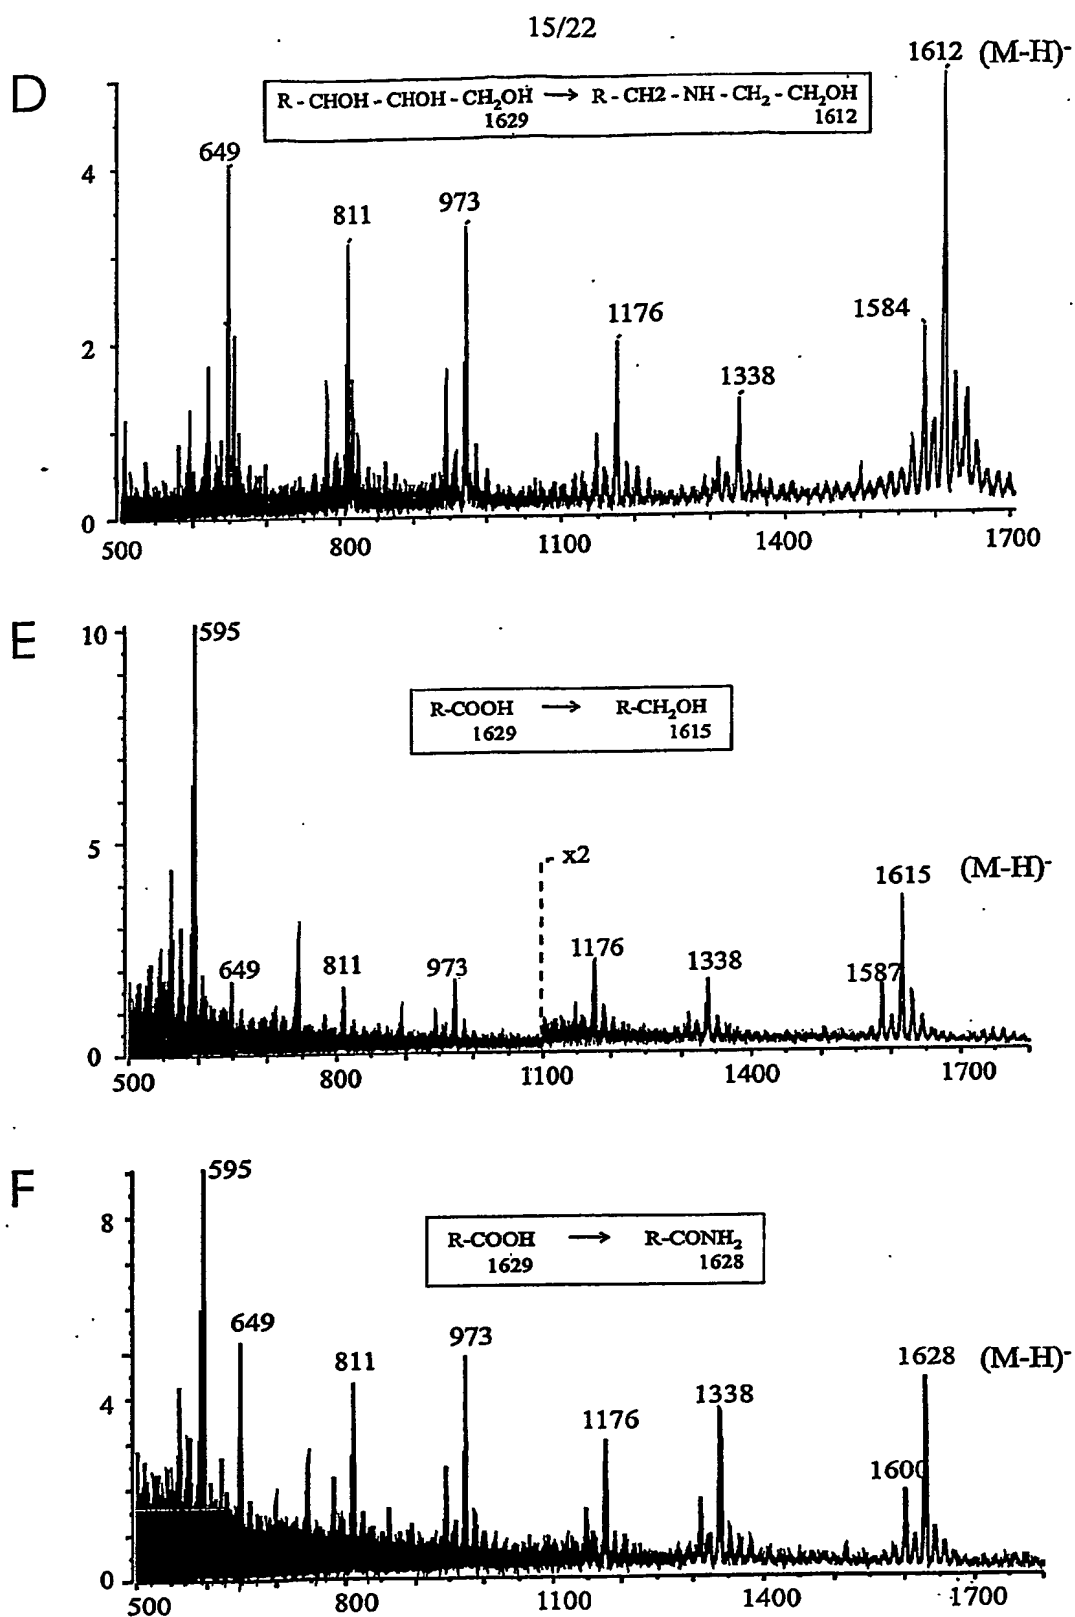 15/22
D
1612 (M-H)-
R - CHOH - CHOH - CH2OH → R - CH2 - NH - CH2 - CH2OH
1629 1612
649
811
973
1176
1338
1584
4
2
0
500 800 1100 1400 1700
E
10
595
R-COOH → R-CH2OH
1629 1615
5
x2
1615 (M-H)-
649
811
973
1176
1338
1587
0
500 800 1100 1400 1700
F
595
8
R-COOH → R-CONH2
1629 1628
649
811
973
1176
1338
1628 (M-H)-
1600
4
0
500 800 1100 1400 1700